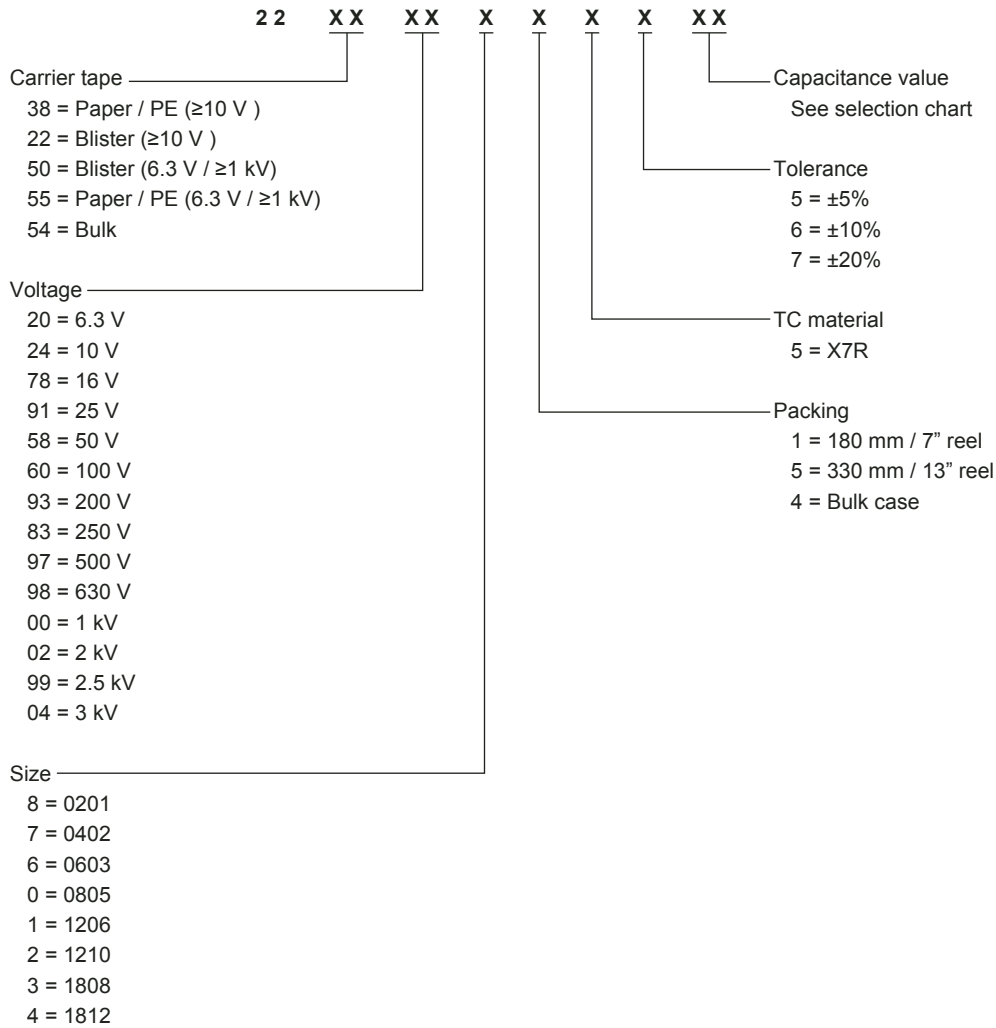 2 2 X X X X X X X X X X
Carrier tape
38 = Paper / PE (≥10 V )
22 = Blister (≥10 V )
50 = Blister (6.3 V / ≥1 kV)
55 = Paper / PE (6.3 V / ≥1 kV)
54 = Bulk
Voltage
20 = 6.3 V
24 = 10 V
78 = 16 V
91 = 25 V
58 = 50 V
60 = 100 V
93 = 200 V
83 = 250 V
97 = 500 V
98 = 630 V
00 = 1 kV
02 = 2 kV
99 = 2.5 kV
04 = 3 kV
Size
8 = 0201
7 = 0402
6 = 0603
0 = 0805
1 = 1206
2 = 1210
3 = 1808
4 = 1812
Capacitance value
See selection chart
Tolerance
5 = ±5%
6 = ±10%
7 = ±20%
TC material
5 = X7R
Packing
1 = 180 mm / 7” reel
5 = 330 mm / 13” reel
4 = Bulk case